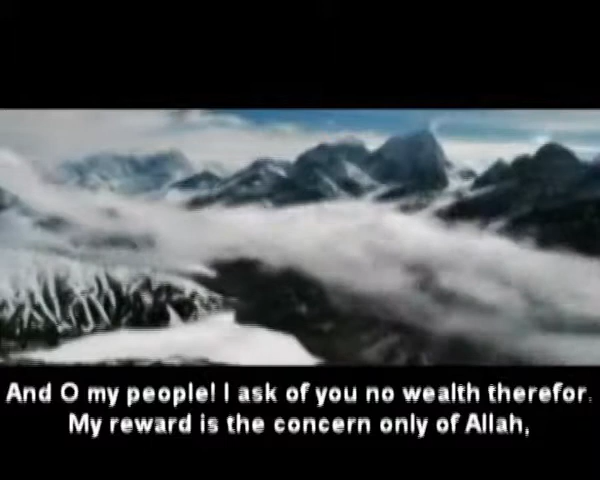 And O my people! I ask of you no wealth therefor.
My reward is the concern only of Allah,